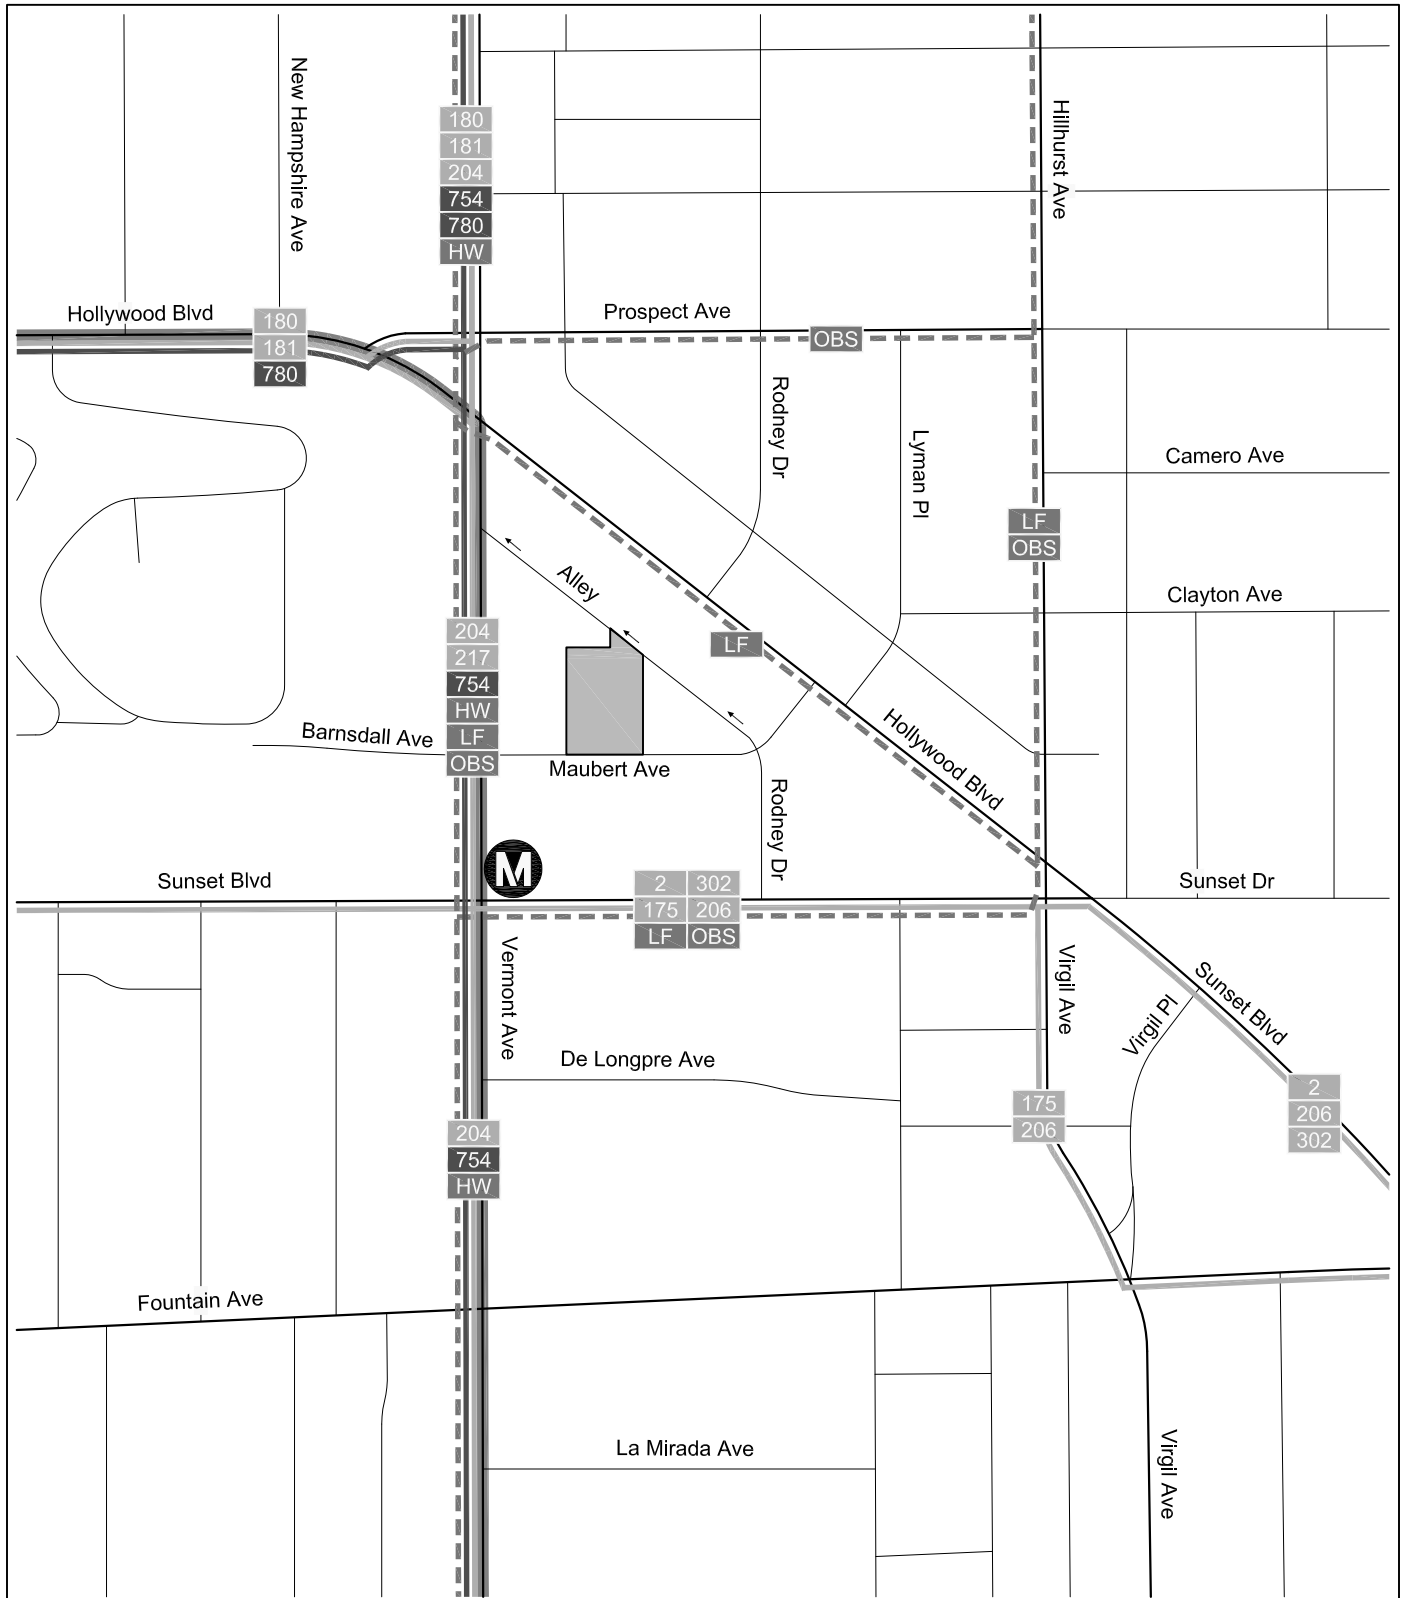 New Hampshire Ave
180
181
204
754
780
HW
Hillhurst Ave
Hollywood Blvd
180
181
780
Prospect Ave
OBS
Rodney Dr
Lyman Pl
Camero Ave
LF
OBS
Alley
Clayton Ave
204
217
754
HW
LF
OBS
LF
Barnsdall Ave
Maubert Ave
Hollywood Blvd
Rodney Dr
M
Sunset Blvd
2 302
175 206
LF OBS
Sunset Dr
Vermont Ave
Virgil Ave
Virgil Pl
Sunset Blvd
De Longpre Ave
204
754
HW
175
206
2
206
302
Fountain Ave
La Mirada Ave
Virgil Ave